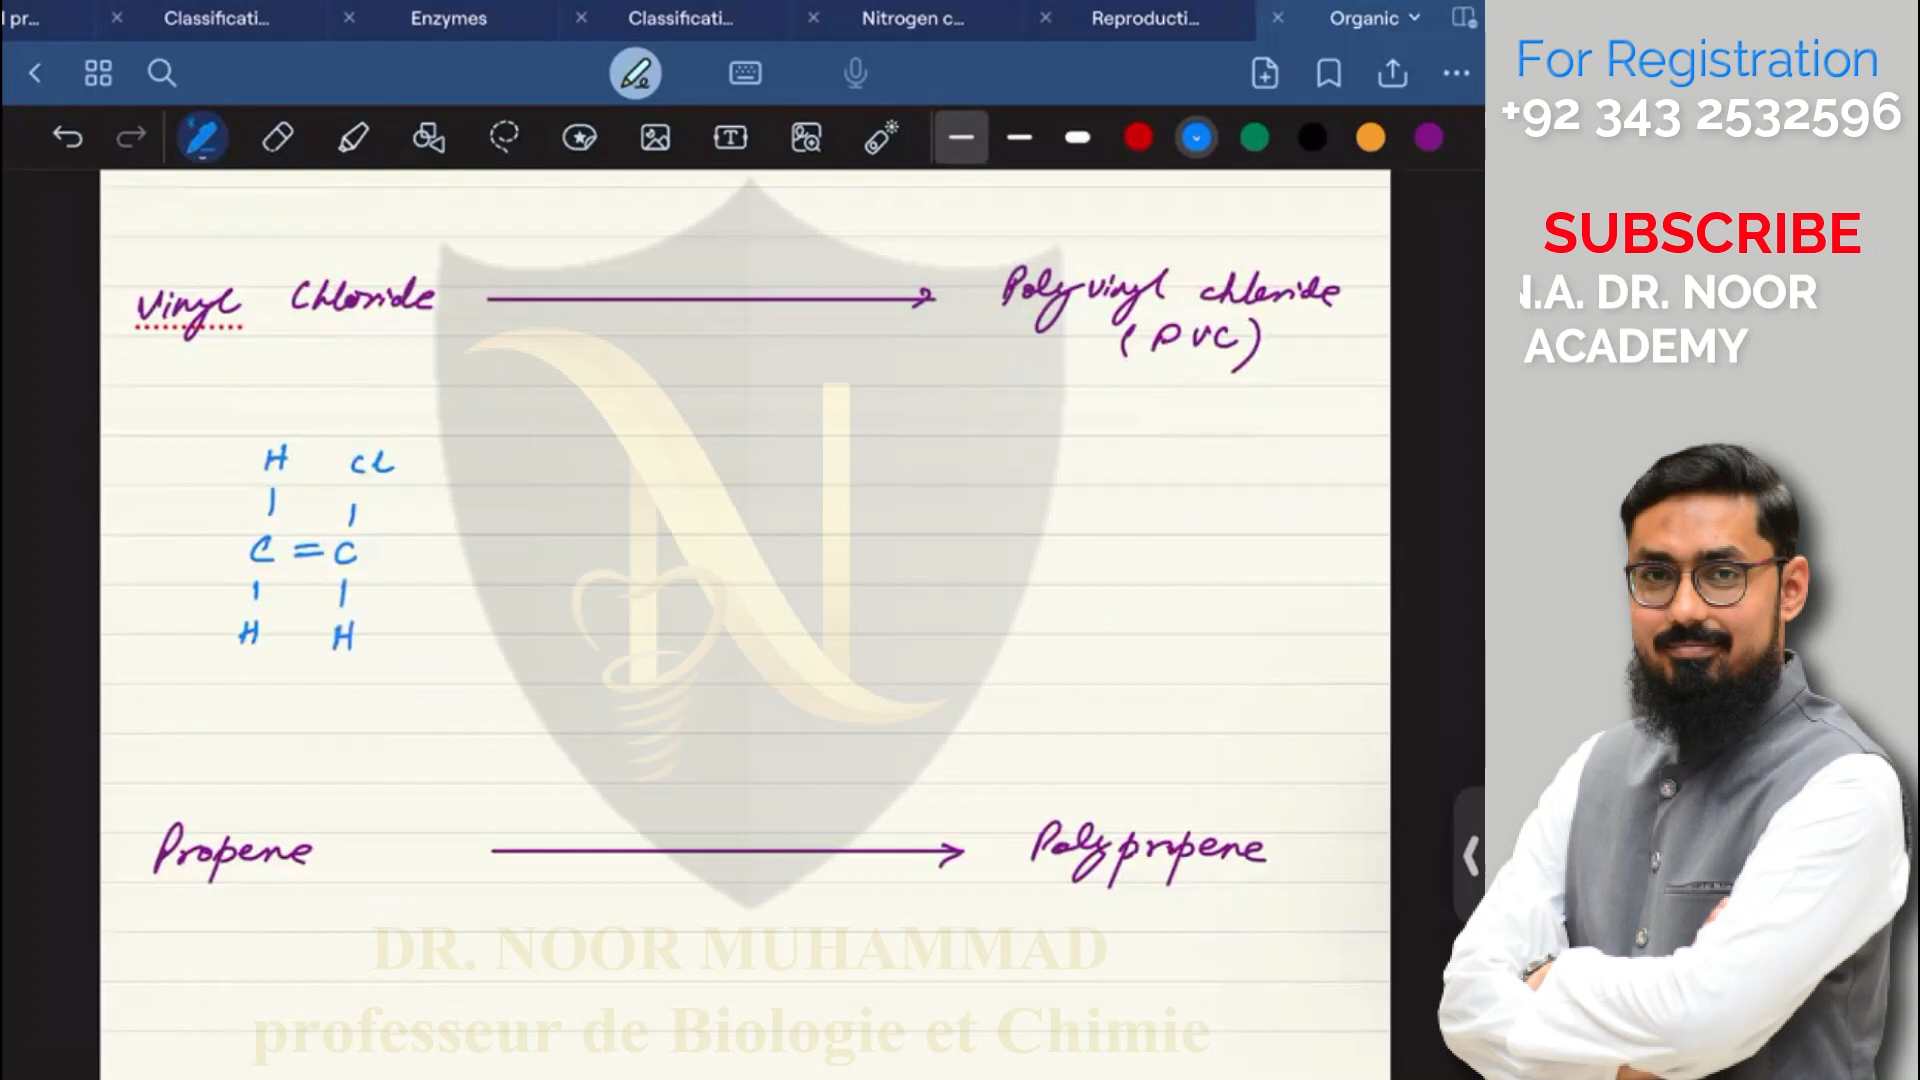 l pr...
Classificati...
Enzymes
Classificati...
Nitrogen c...
Reproducti...
Organic
For Registration
+92 343 2532596
SUBSCRIBE
N.A. DR. NOOR
ACADEMY
T
Vinyl Chloride → Polyvinyl chloride
(PVC)
H Cl
C = C
H H
Propene → Polypropene
DR. NOOR MUHAMMAD
professeur de Biologie et Chimie